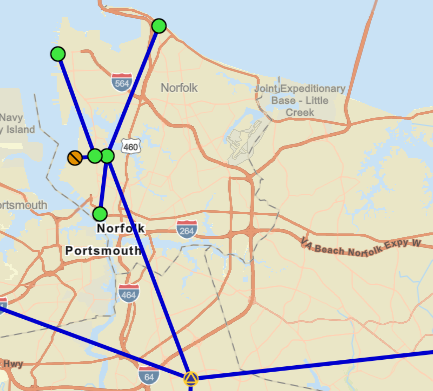 564
Norfolk
Joint Expeditionary
Base - Little
Creek
Navy
y Island
460
ortsmouth
Norfolk
264
Portsmouth
VA Beach Norfolk Expy W
464
64
Hwy